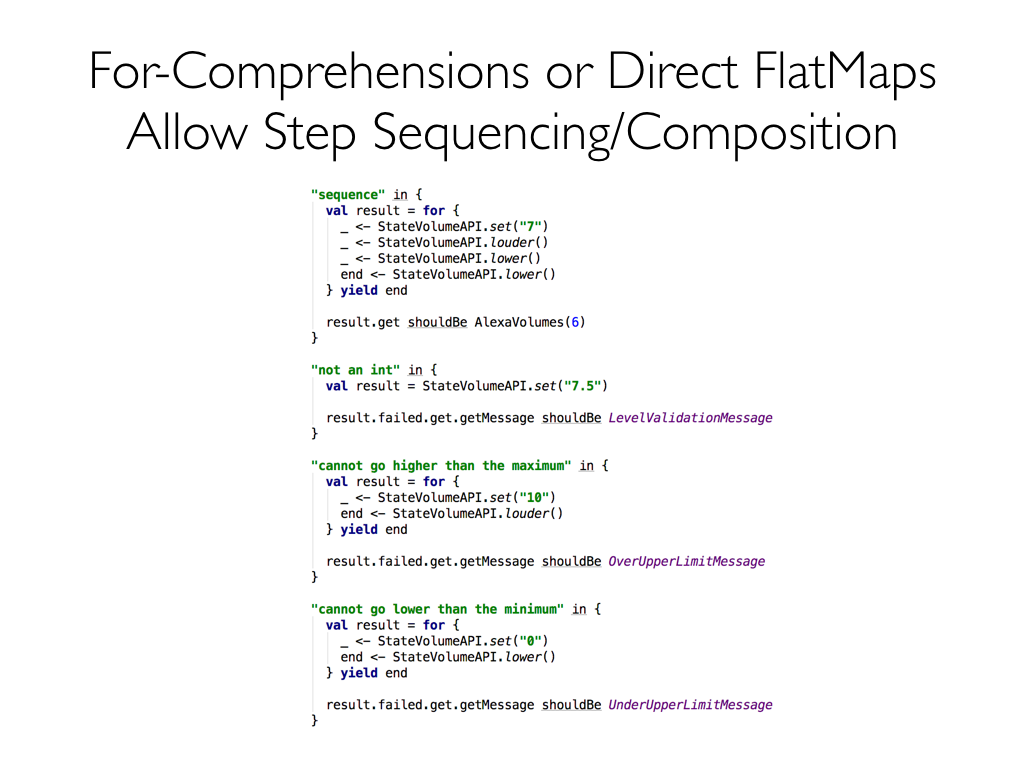 For-Comprehensions or Direct FlatMaps
Allow Step Sequencing/Composition
"sequence" in {
val result = for {
_ <- StateVolumeAPI.set("7")
_ <- StateVolumeAPI.louder()
_ <- StateVolumeAPI.lower()
end <- StateVolumeAPI.lower()
} yield end
result.get shouldBe AlexaVolumes(6)
}
"not an int" in {
val result = StateVolumeAPI.set("7.5")
result.failed.get.getMessage shouldBe LevelValidationMessage
}
"cannot go higher than the maximum" in {
val result = for {
_ <- StateVolumeAPI.set("10")
end <- StateVolumeAPI.louder()
} yield end
result.failed.get.getMessage shouldBe OverUpperLimitMessage
}
"cannot go lower than the minimum" in {
val result = for {
_ <- StateVolumeAPI.set("0")
end <- StateVolumeAPI.lower()
} yield end
result.failed.get.getMessage shouldBe UnderUpperLimitMessage
}